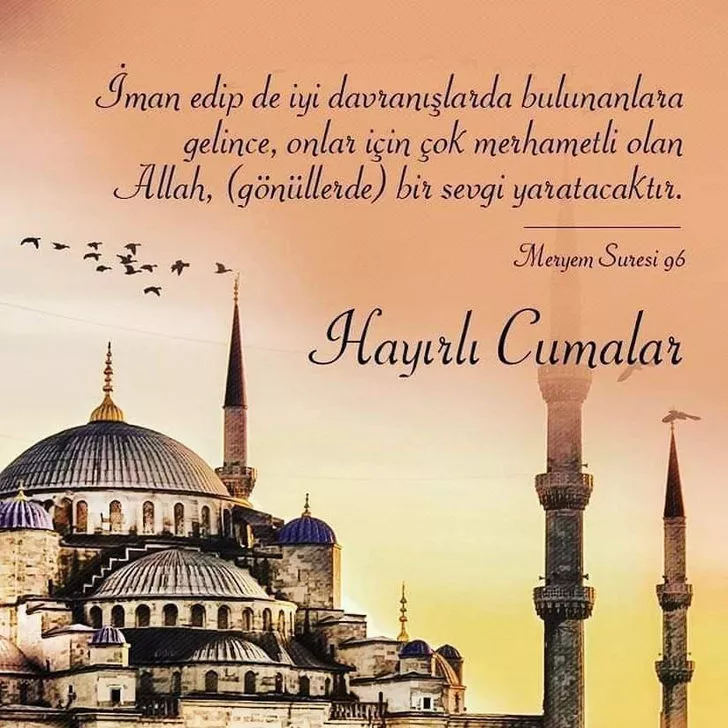 İman edip de iyi davranışlarda bulunanlara
gelince, onlar için çok merhametli olan
Allah, (gönüllerde) bir sevgi yaratacaktır.
Meryem Suresi 96
Hayırlı Cumalar